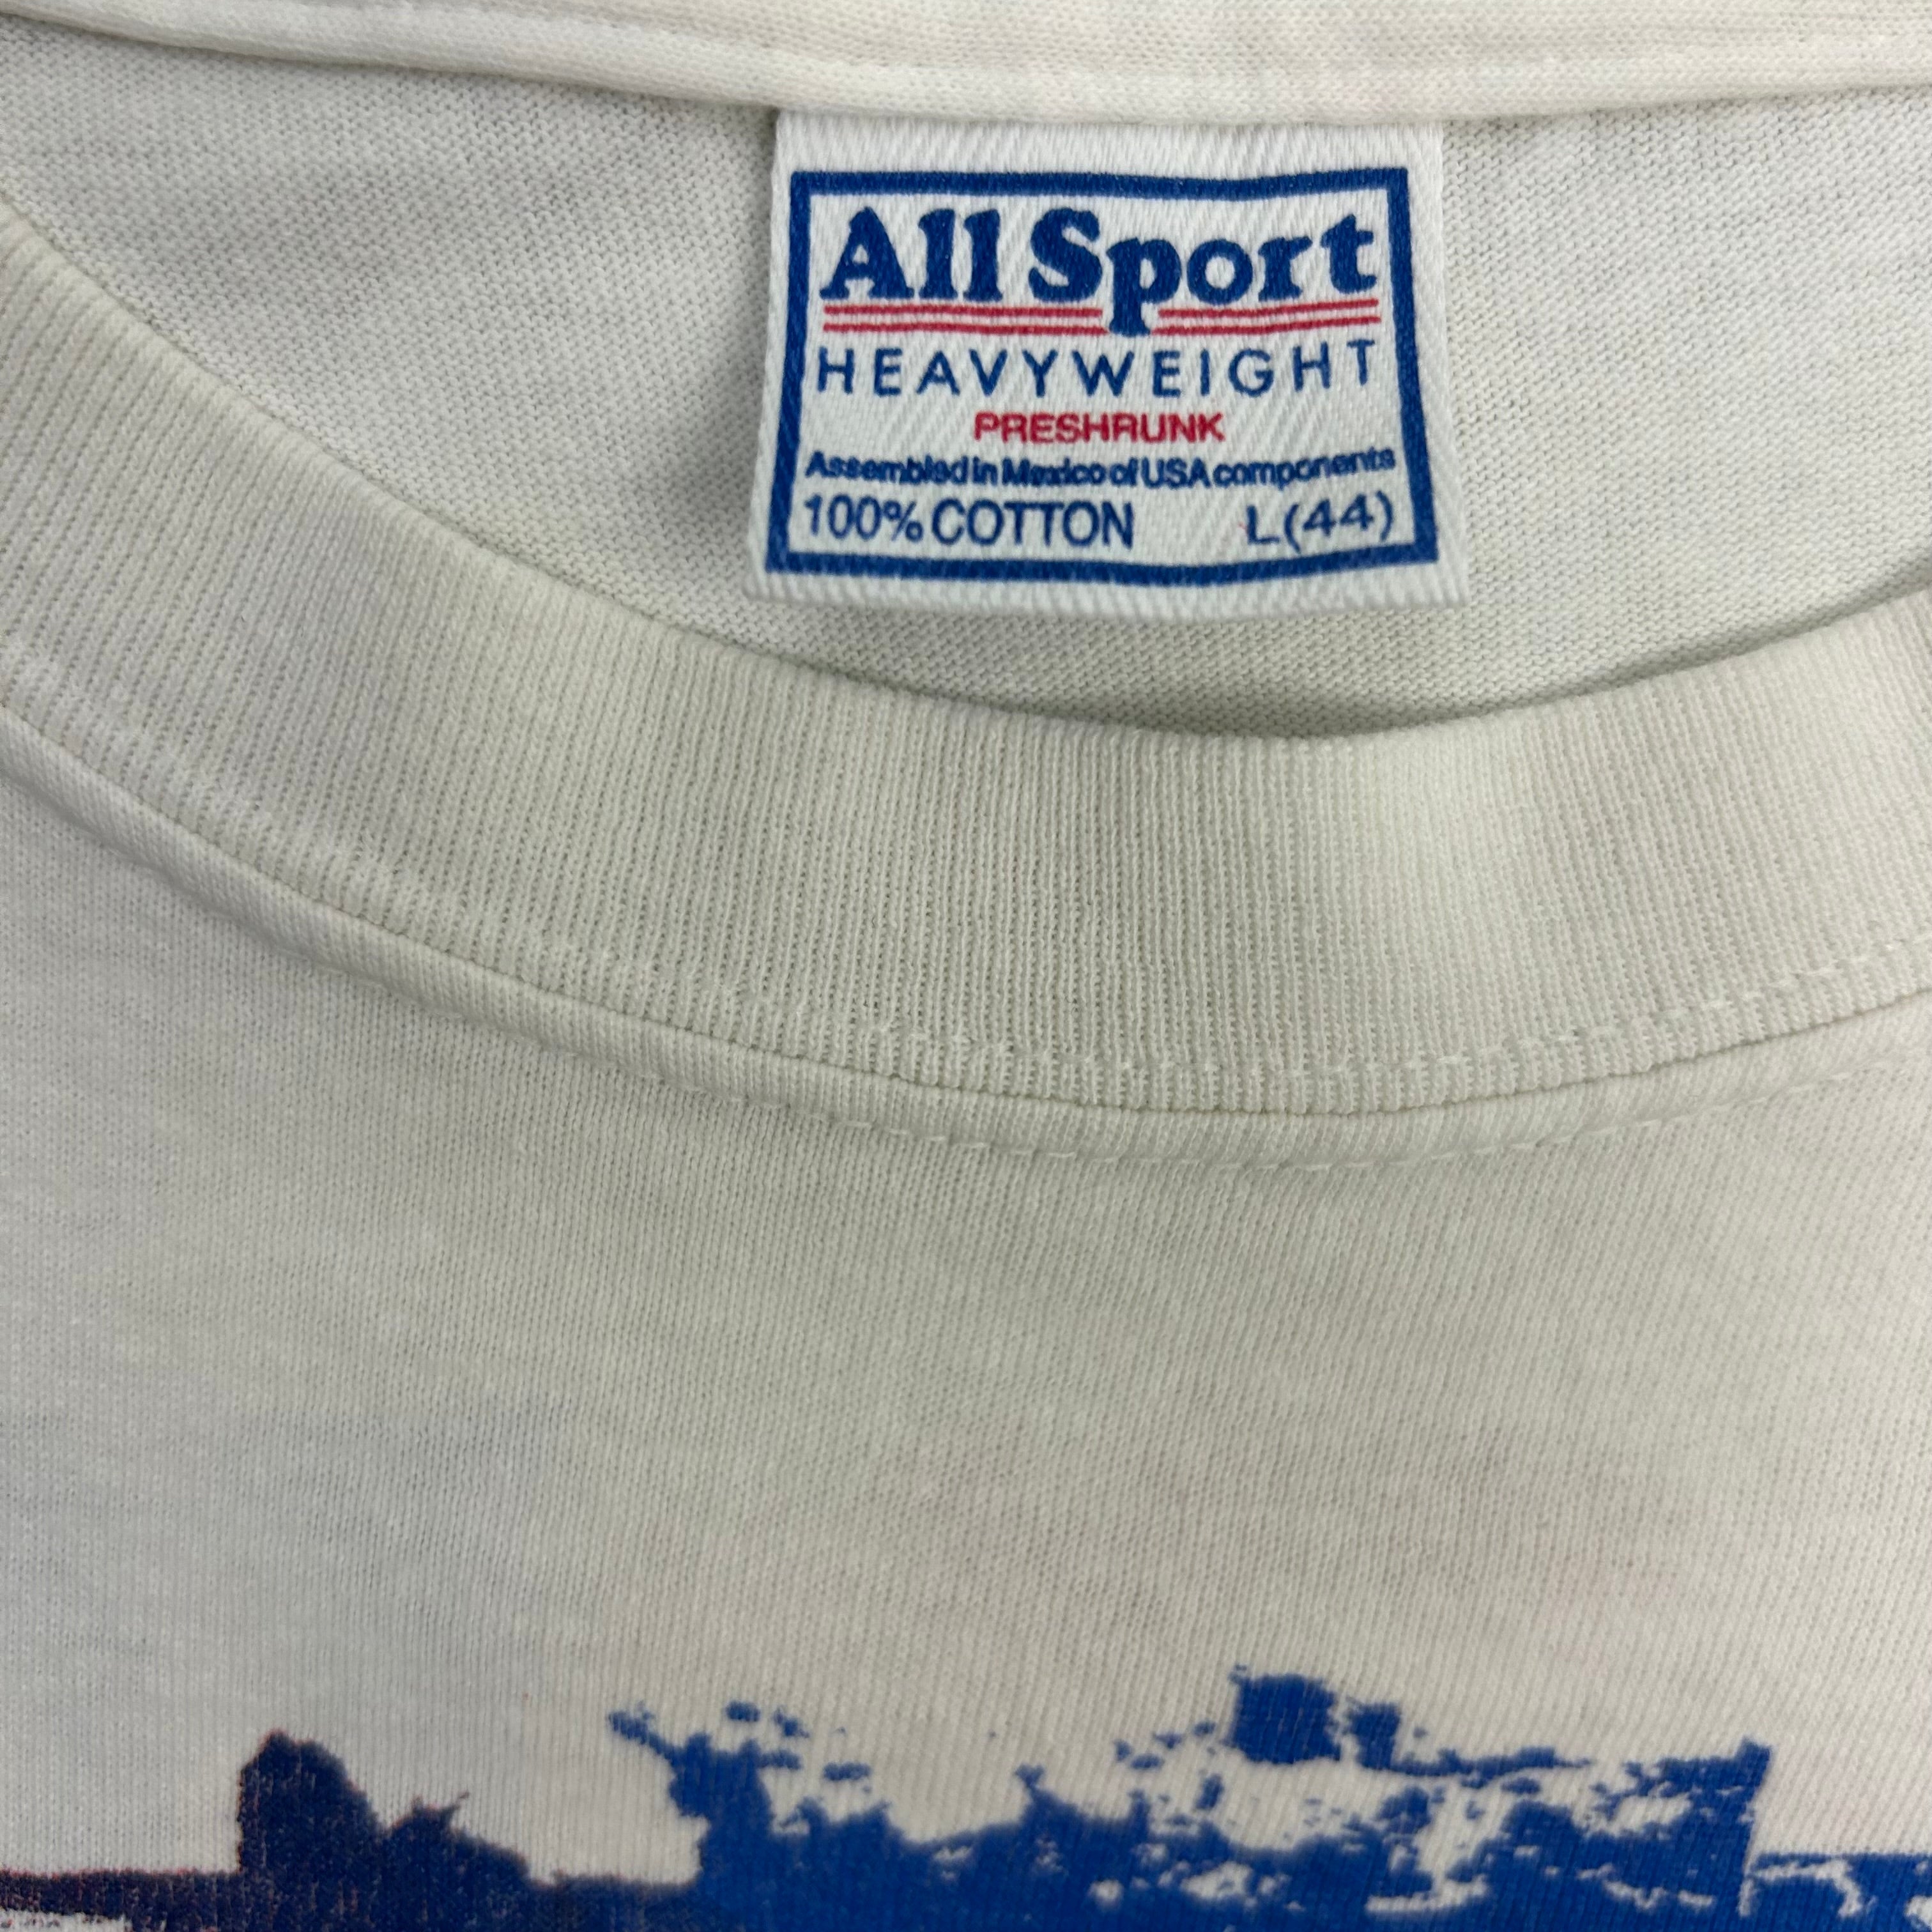 All Sport
HEAVYWEIGHT
PRESHRUNK
Assembled in Mexico of USA components
100% COTTON L(44)